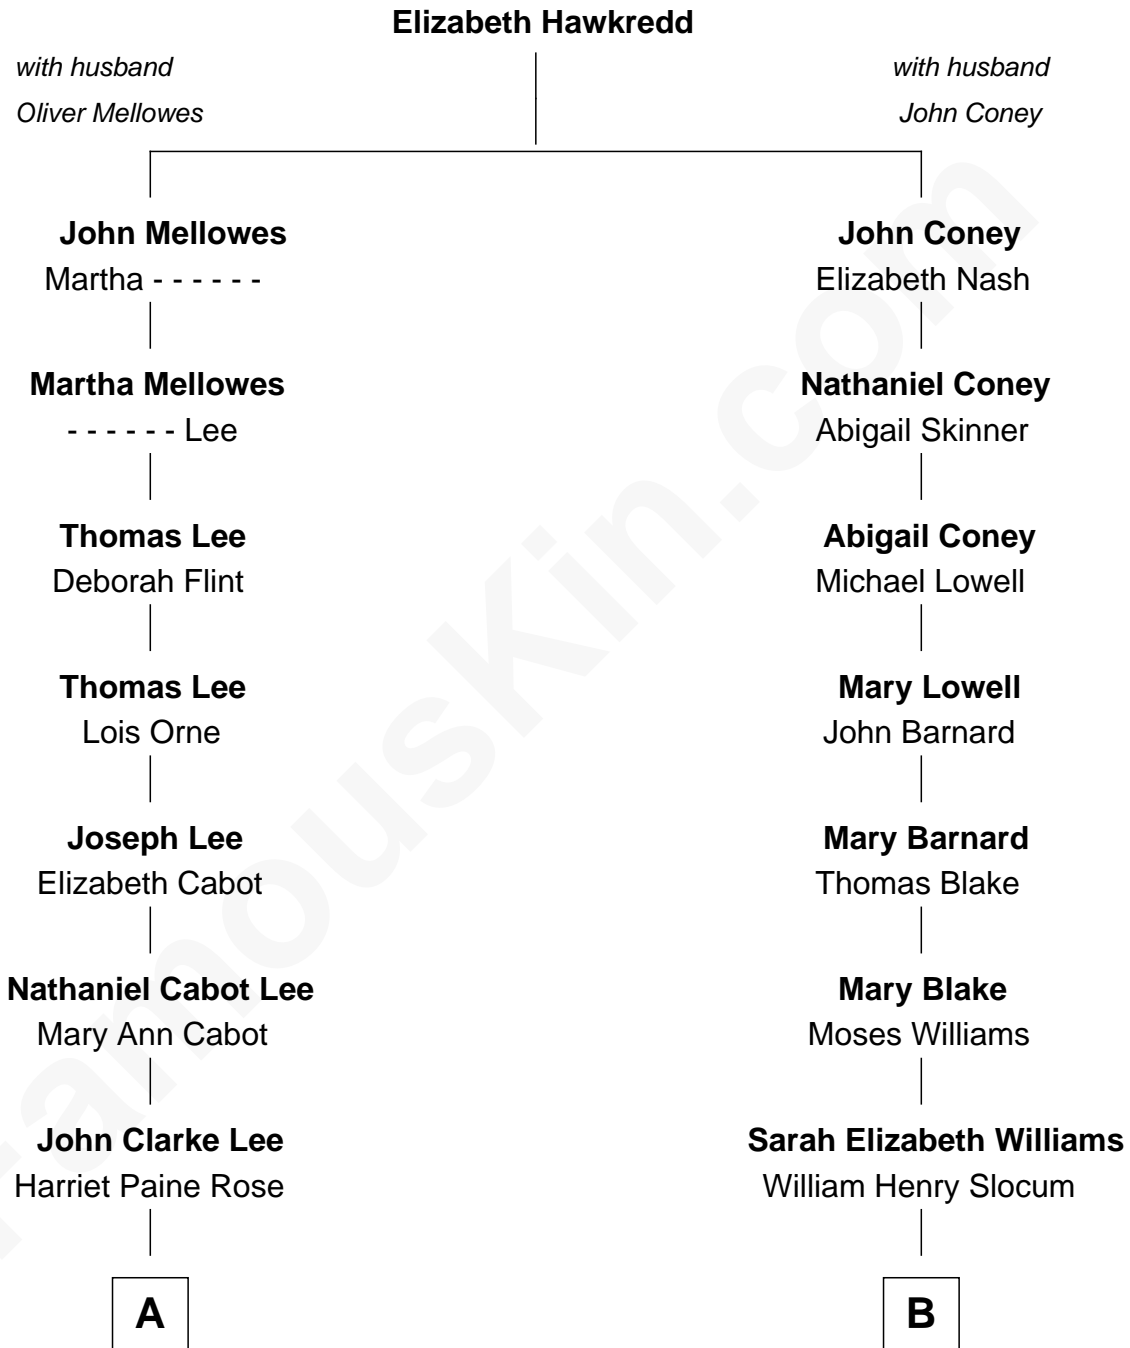 Elizabeth Hawkredd
with husband
Oliver Mellowes
with husband
John Coney
John Mellowes
Martha - - - - - -
John Coney
Elizabeth Nash
Martha Mellowes
- - - - - - Lee
Nathaniel Coney
Abigail Skinner
Thomas Lee
Deborah Flint
Abigail Coney
Michael Lowell
Thomas Lee
Lois Orne
Mary Lowell
John Barnard
Joseph Lee
Elizabeth Cabot
Mary Barnard
Thomas Blake
Nathaniel Cabot Lee
Mary Ann Cabot
Mary Blake
Moses Williams
John Clarke Lee
Harriet Paine Rose
Sarah Elizabeth Williams
William Henry Slocum
A
B
FamousKin.com